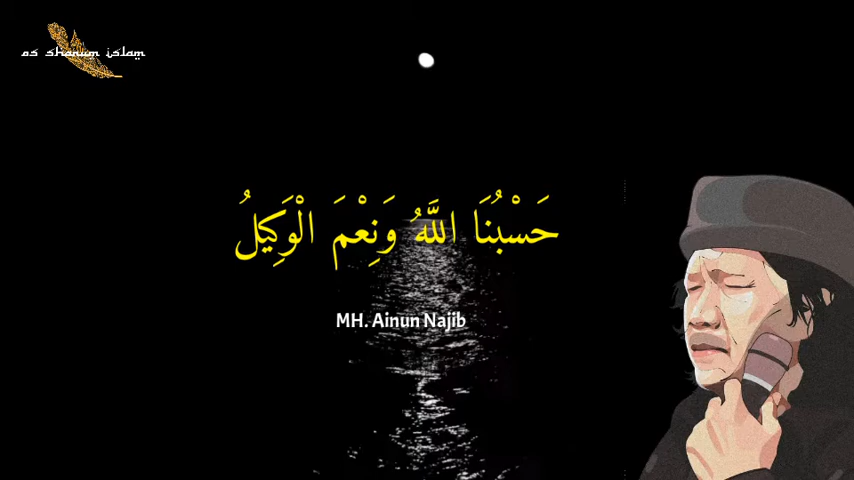 as shanum islam
حَسْبُنَا اللَّهُ وَنِعْمَ الْوَكِيلُ
MH. Ainun Najib